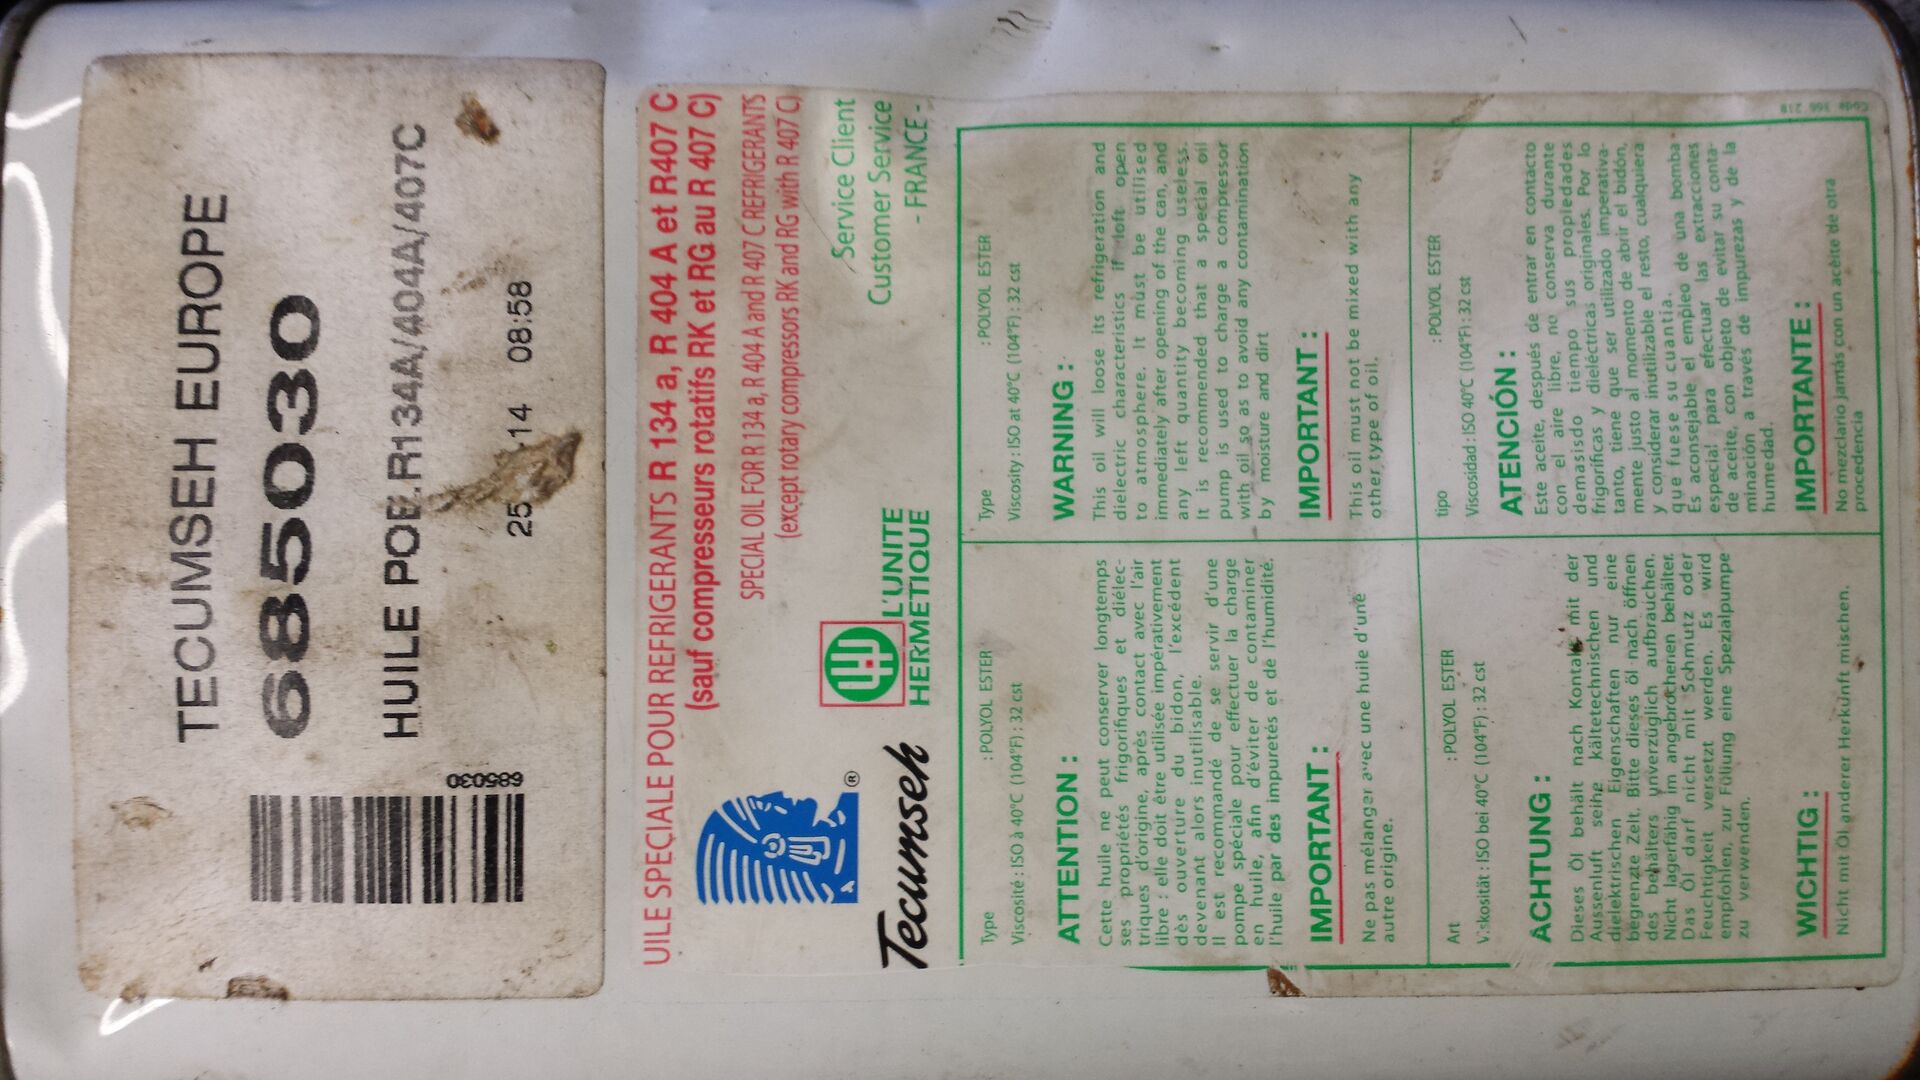 TECUMSEH EUROPE
685030
HUILE POE.R134A/404A/407C
25 -14 08:58
685030
UILE SPEÇIALE POUR REFRIGERANTS R 134 a, R 404 A et R407 C
(sauf compresseurs rotatifs RK et RG au R 407 C)
SPECIAL OIL FOR R 134 a, R 404 A and R 407 C REFRIGERANTS
(except rotary compressors RK and RG with R 407 C)
Tecumseh
®
L'UNITE
HERMETIQUE
Service Client
Customer Service
- FRANCE -
Code 366 218
Type : POLYOL ESTER
Viscosité : ISO à 40°C (104°F) : 32 cst
ATTENTION :
Cette huile ne peut conserver longtemps
ses propriétés frigorifiques et diélec-
triques d'origine, après contact avec l'air
libre : elle doit être utilisée impérativement
dès ouverture du bidon, l'excédent
devenant alors inutilisable.
Il est recommandé de se servir d'une
pompe spéciale pour effectuer la charge
en huile, afin d'éviter de contaminer
l'huile par des impuretés et de l'humidité.
IMPORTANT :
Ne pas mélanger avec une huile d'une
autre origine.
Type : POLYOL ESTER
Viscosity : ISO at 40°C (104°F) : 32 cst
WARNING :
This oil will loose its refrigeration and
dielectric characteristics if loft open
to atmosphere. It must be utilised
immediately after opening of the can, and
any left quantity becoming useless.
It is recommended that a special oil
pump is used to charge a compressor
with oil so as to avoid any contamination
by moisture and dirt
IMPORTANT :
This oil must not be mixed with any
other type of oil.
Art : POLYOL ESTER
Viskosität : ISO bei 40°C (104°F) : 32 cst
ACHTUNG :
Dieses Öl behält nach Kontakt mit der
Aussenluft seine kältetechnischen und
dielektrischen Eigenschaften nur eine
begrenzte Zelt. Bitte dieses öl nach öffnen
des behälters unverzüglich aufbrauchen.
Nicht lagerfähig im angebrochenen behälter.
Das Öl darf nicht mit Schmutz oder
Feuchtigkeit versetzt werden. Es wird
empfohlen, zur Füllung eine Spezialpumpe
zu verwenden.
WICHTIG :
Nicht mit Öl anderer Herkunft mischen.
tipo : POLYOL ESTER
Viscosidad : ISO 40°C (104°F) : 32 cst
ATENCIÓN :
Este aceite, después de entrar en contacto
con el aire libre, no conserva durante
demasisdo tiempo sus propiedades
frigoríficas y dieléctricas originales. Por lo
tanto, tiene que ser utilizado imperativa-
mente justo al momento de abrir el bidón,
y considerar inutilizable el resto, cualquiera
que fuese su cuantia.
Es aconsejable el empleo de una bomba
especial para efectuar las extracciones
de aceite, con objeto de evitar su conta-
minación a través de impurezas y de la
humedad.
IMPORTANTE :
No mezclario jamás con un aceite de otra
procedencia